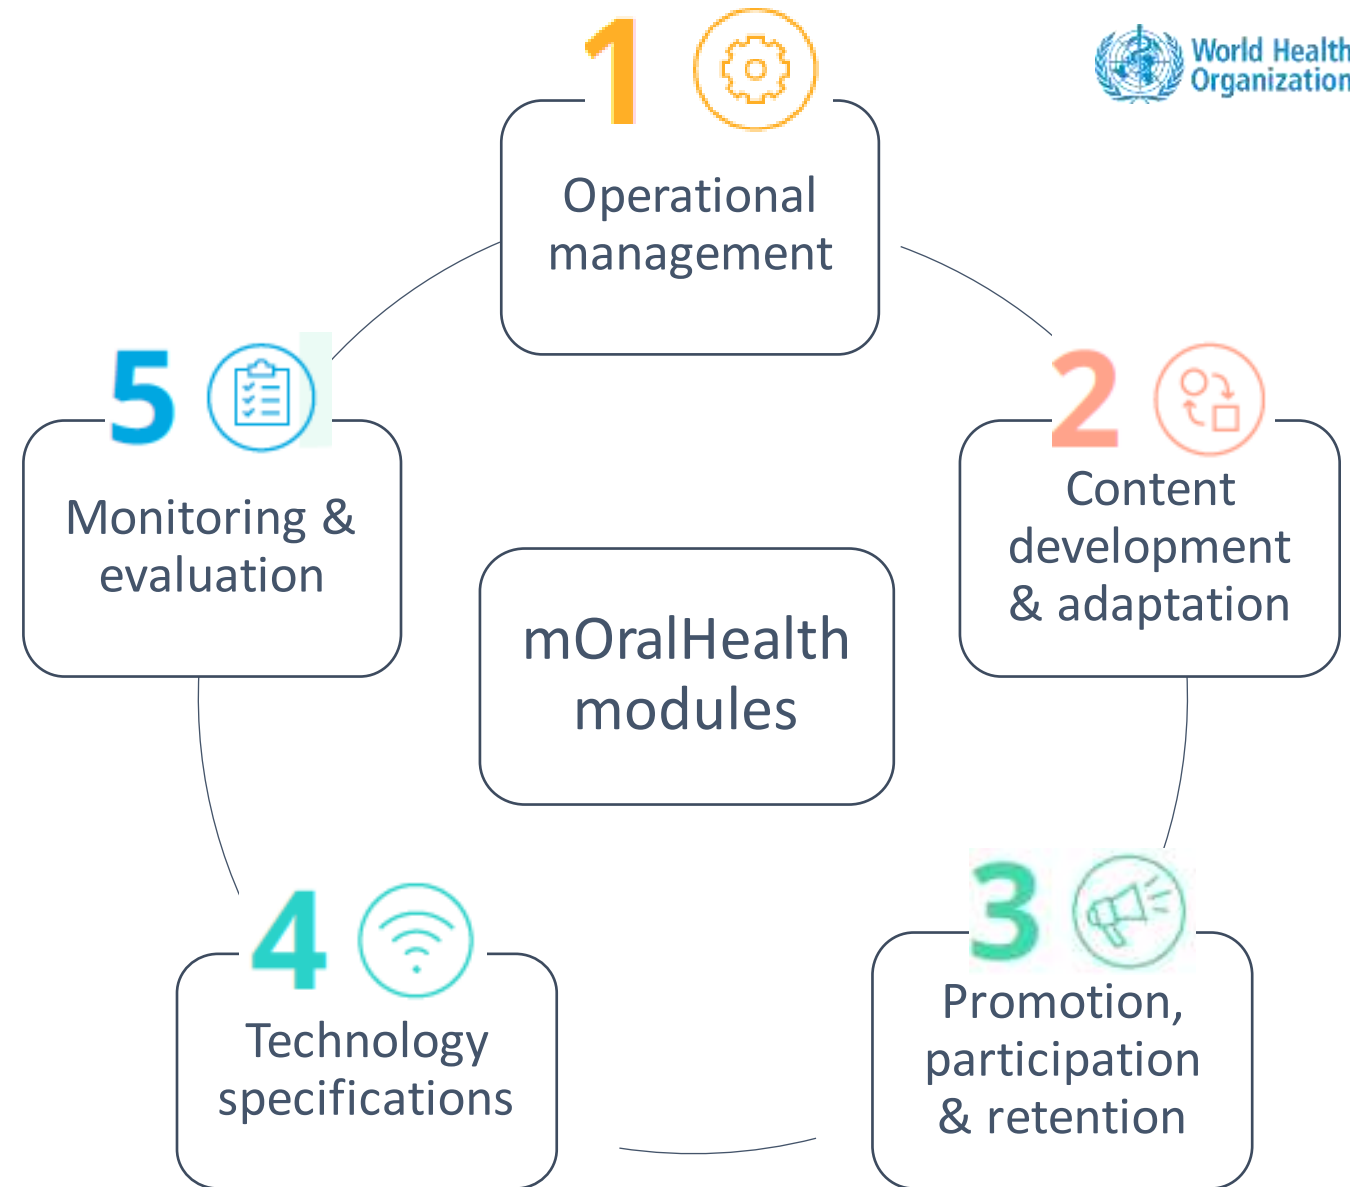 World Health
Organization
1
Operational
management
2
Content
development
& adaptation
3
Promotion,
participation
& retention
4
Technology
specifications
5
Monitoring &
evaluation
mOralHealth
modules